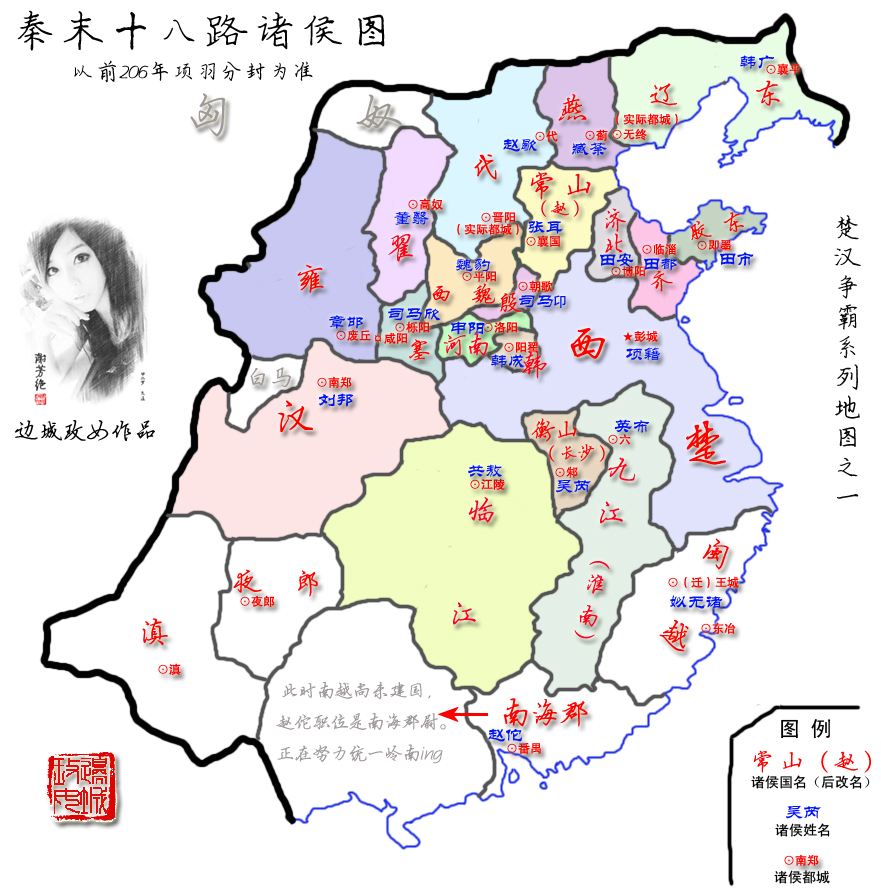 秦末十八路诸侯图
以前206年项羽分封为准
匈 奴
楚汉争霸系列地图之一
谢芳绝
边城玫女作品
辽东
韩广
⊙襄平
(实际都城)
⊙无终
燕
⊙蓟
臧荼
代
赵歇
⊙代
⊙晋阳
(实际都城)
常山
(赵)
张耳
⊙襄国
济北
田安
⊙博阳
齐
⊙临淄
田都
胶东
⊙即墨
田市
翟
⊙高奴
董翳
雍
章邯
⊙废丘
咸阳
塞
司马欣
⊙栎阳
西魏
魏豹
⊙平阳
殷
⊙朝歌
司马卬
河南
申阳
⊙洛阳
韩
⊙阳翟
韩成
西楚
★彭城
项籍
白马
汉
⊙南郑
刘邦
临江
共敖
⊙江陵
衡山
(长沙)
⊙邾
吴芮
九江
(淮南)
英布
⊙六
闽越
⊙(迁)王城
姒无诸
⊙东冶
夜郎
⊙夜郎
滇
⊙滇
南海郡
赵佗
⊙番禺
此时南越尚未建国,
赵佗职位是南海郡尉。
正在努力统一岭南ing
图 例
常山(赵)
诸侯国名(后改名)
吴芮
诸侯姓名
⊙南郑
诸侯都城